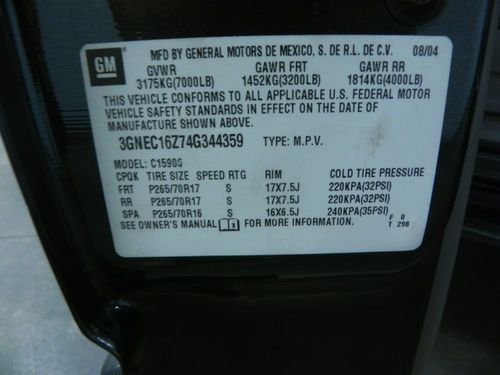 GM
MFD BY GENERAL MOTORS DE MEXICO, S. DE R.L. DE C.V. 08/04
GVWR GAWR FRT GAWR RR
3175KG(7000LB) 1452KG(3200LB) 1814KG(4000LB)
THIS VEHICLE CONFORMS TO ALL APPLICABLE U.S. FEDERAL MOTOR
VEHICLE SAFETY STANDARDS IN EFFECT ON THE DATE OF
MANUFACTURE SHOWN ABOVE.
3GNEC16Z74G344359 TYPE: M.P.V.
MODEL: C15906
CPQK TIRE SIZE SPEED RTG RIM COLD TIRE PRESSURE
FRT P265/70R17 S 17X7.5J 220KPA(32PSI)
RR P265/70R17 S 17X7.5J 220KPA(32PSI)
SPA P265/70R16 S 16X6.5J 240KPA(35PSI)
SEE OWNER'S MANUAL FOR MORE INFORMATION.
F 0
T 298